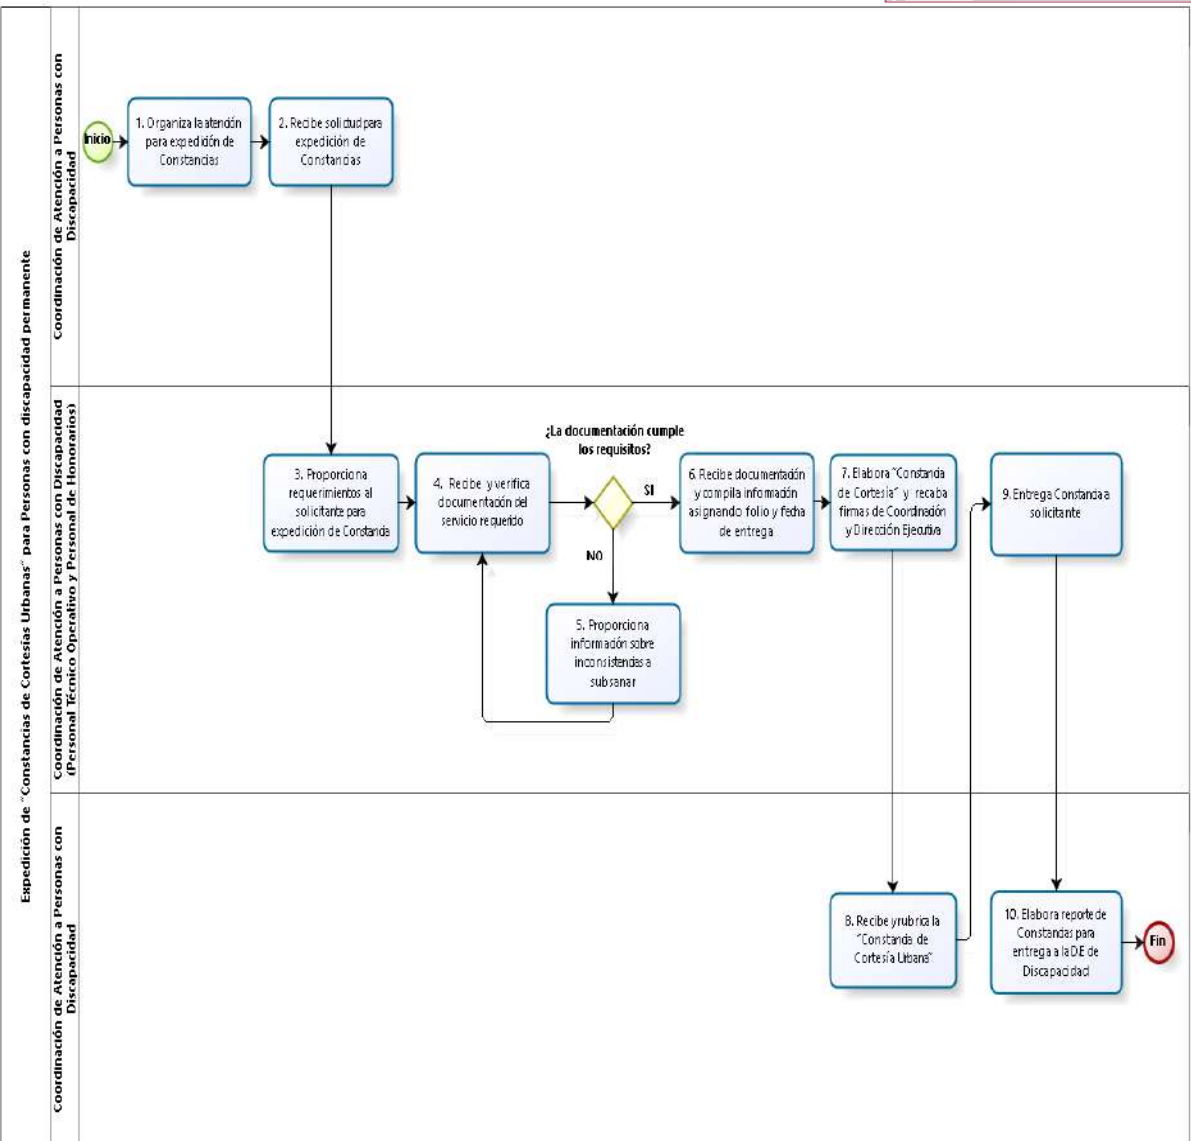 Expedición de "Constancias de Cortesías Urbanas" para Personas con discapacidad permanente
Coordinación de Atención a Personas con
Discapacidad
Inicio
1. Organiza la atención
para expedición de
Constancias
2. Recibe solicitud para
expedición de
Constancias
Coordinación de Atención a Personas con Discapacidad
(Personal Técnico Operativo y Personal de Honorarios)
3. Proporciona
requerimientos al
solicitante para
expedición de Constancia
4. Recibe y verifica
documentación del
servicio requerido
¿La documentación cumple
los requisitos?
SI
NO
5. Proporciona
información sobre
inconsistencias a
subsanar
6. Recibe documentación
y compila información
asignando folio y fecha
de entrega
7. Elabora "Constancia
de Cortesía" y recaba
firmas de Coordinación
y Dirección Ejecutiva
9. Entrega Constancia a
solicitante
Coordinación de Atención a Personas con
Discapacidad
8. Recibe y rubrica la
"Constancia de
Cortesía Urbana"
10. Elabora reporte de
Constancias para
entrega a la D.E de
Discapacidad
Fin